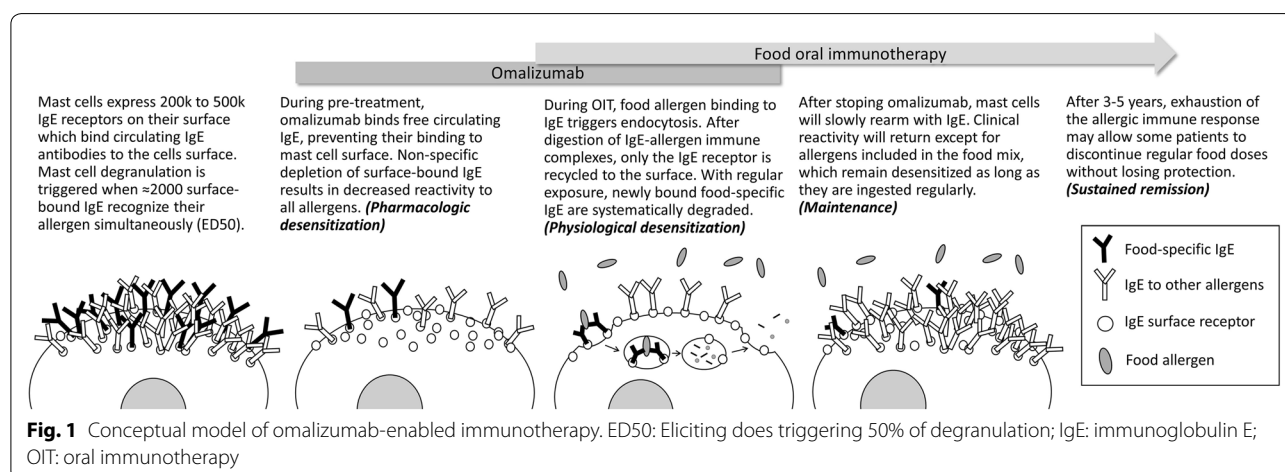 Food oral immunotherapy
Omalizumab
Mast cells express 200k to 500k
IgE receptors on their surface
which bind circulating IgE
antibodies to the cells surface.
Mast cell degranulation is
triggered when ≈2000 surface-
bound IgE recognize their
allergen simultaneously (ED50).
During pre-treatment,
omalizumab binds free circulating
IgE, preventing their binding to
mast cell surface. Non-specific
depletion of surface-bound IgE
results in decreased reactivity to
all allergens. (Pharmacologic
desensitization)
During OIT, food allergen binding to
IgE triggers endocytosis. After
digestion of IgE-allergen immune
complexes, only the IgE receptor is
recycled to the surface. With regular
exposure, newly bound food-specific
IgE are systematically degraded.
(Physiological desensitization)
After stoping omalizumab, mast cells
will slowly rearm with IgE. Clinical
reactivity will return except for
allergens included in the food mix,
which remain desensitized as long as
they are ingested regularly.
(Maintenance)
After 3-5 years, exhaustion of
the allergic immune response
may allow some patients to
discontinue regular food doses
without losing protection.
(Sustained remission)
Food-specific IgE
IgE to other allergens
IgE surface receptor
Food allergen
Fig. 1 Conceptual model of omalizumab-enabled immunotherapy. ED50: Eliciting does triggering 50% of degranulation; IgE: immunoglobulin E;
OIT: oral immunotherapy